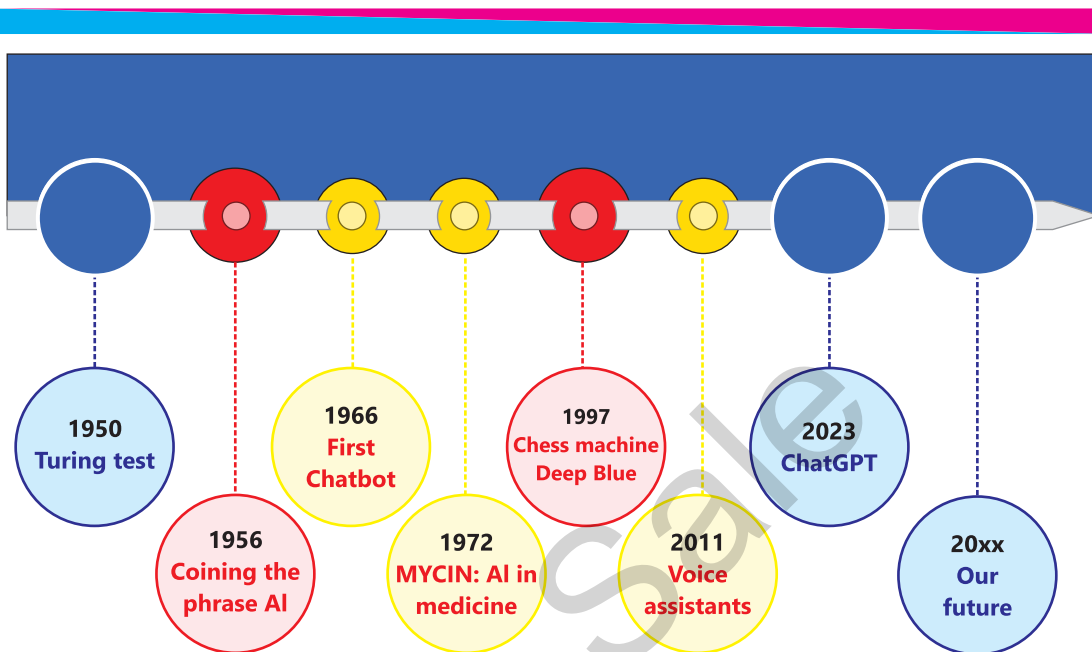 1950
Turing test
1956
Coining the
phrase AI
1966
First
Chatbot
1972
MYCIN: AI in
medicine
1997
Chess machine
Deep Blue
2011
Voice
assistants
2023
ChatGPT
20xx
Our
future
Sale